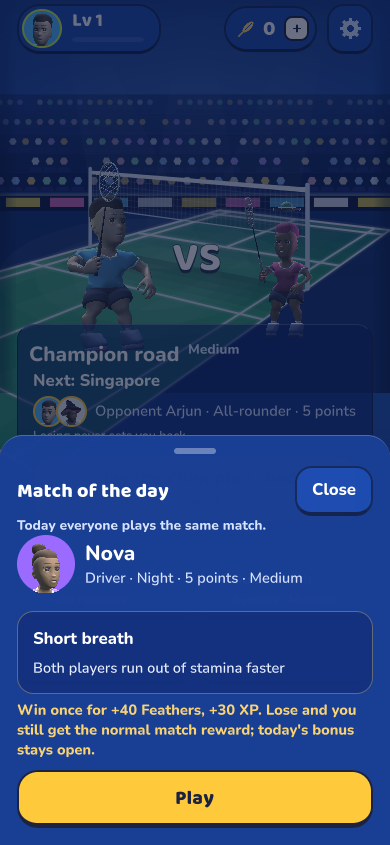 Lv 1
0
+
VS
Champion road Medium
Next: Singapore
Opponent Arjun · All-rounder · 5 points
Losing never sets you back
Match of the day
Close
Today everyone plays the same match.
Nova
Driver · Night · 5 points · Medium
Short breath
Both players run out of stamina faster
Win once for +40 Feathers, +30 XP. Lose and you
still get the normal match reward; today's bonus
stays open.
Play